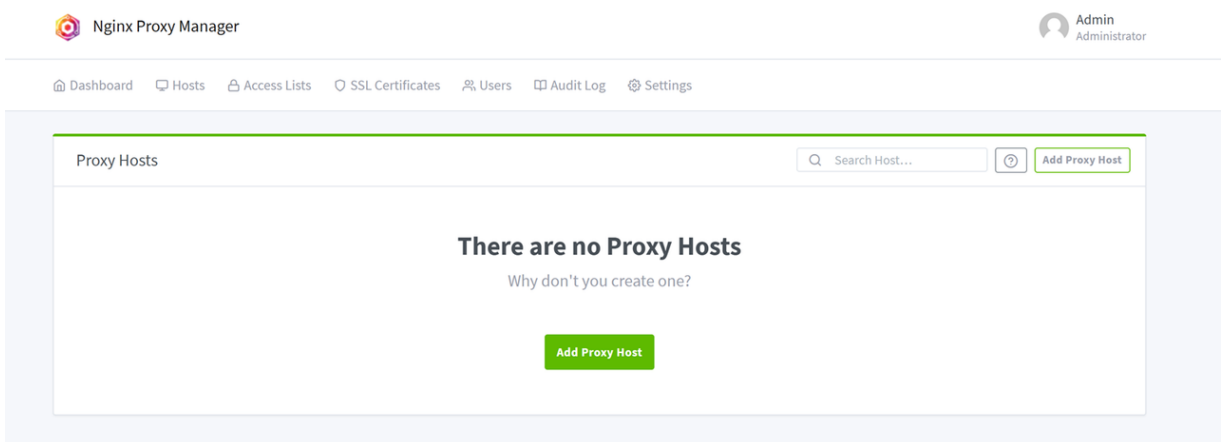 Nginx Proxy Manager
Admin
Administrator
Dashboard Hosts Access Lists SSL Certificates Users Audit Log Settings
Proxy Hosts Search Host... Add Proxy Host
There are no Proxy Hosts
Why don't you create one?
Add Proxy Host